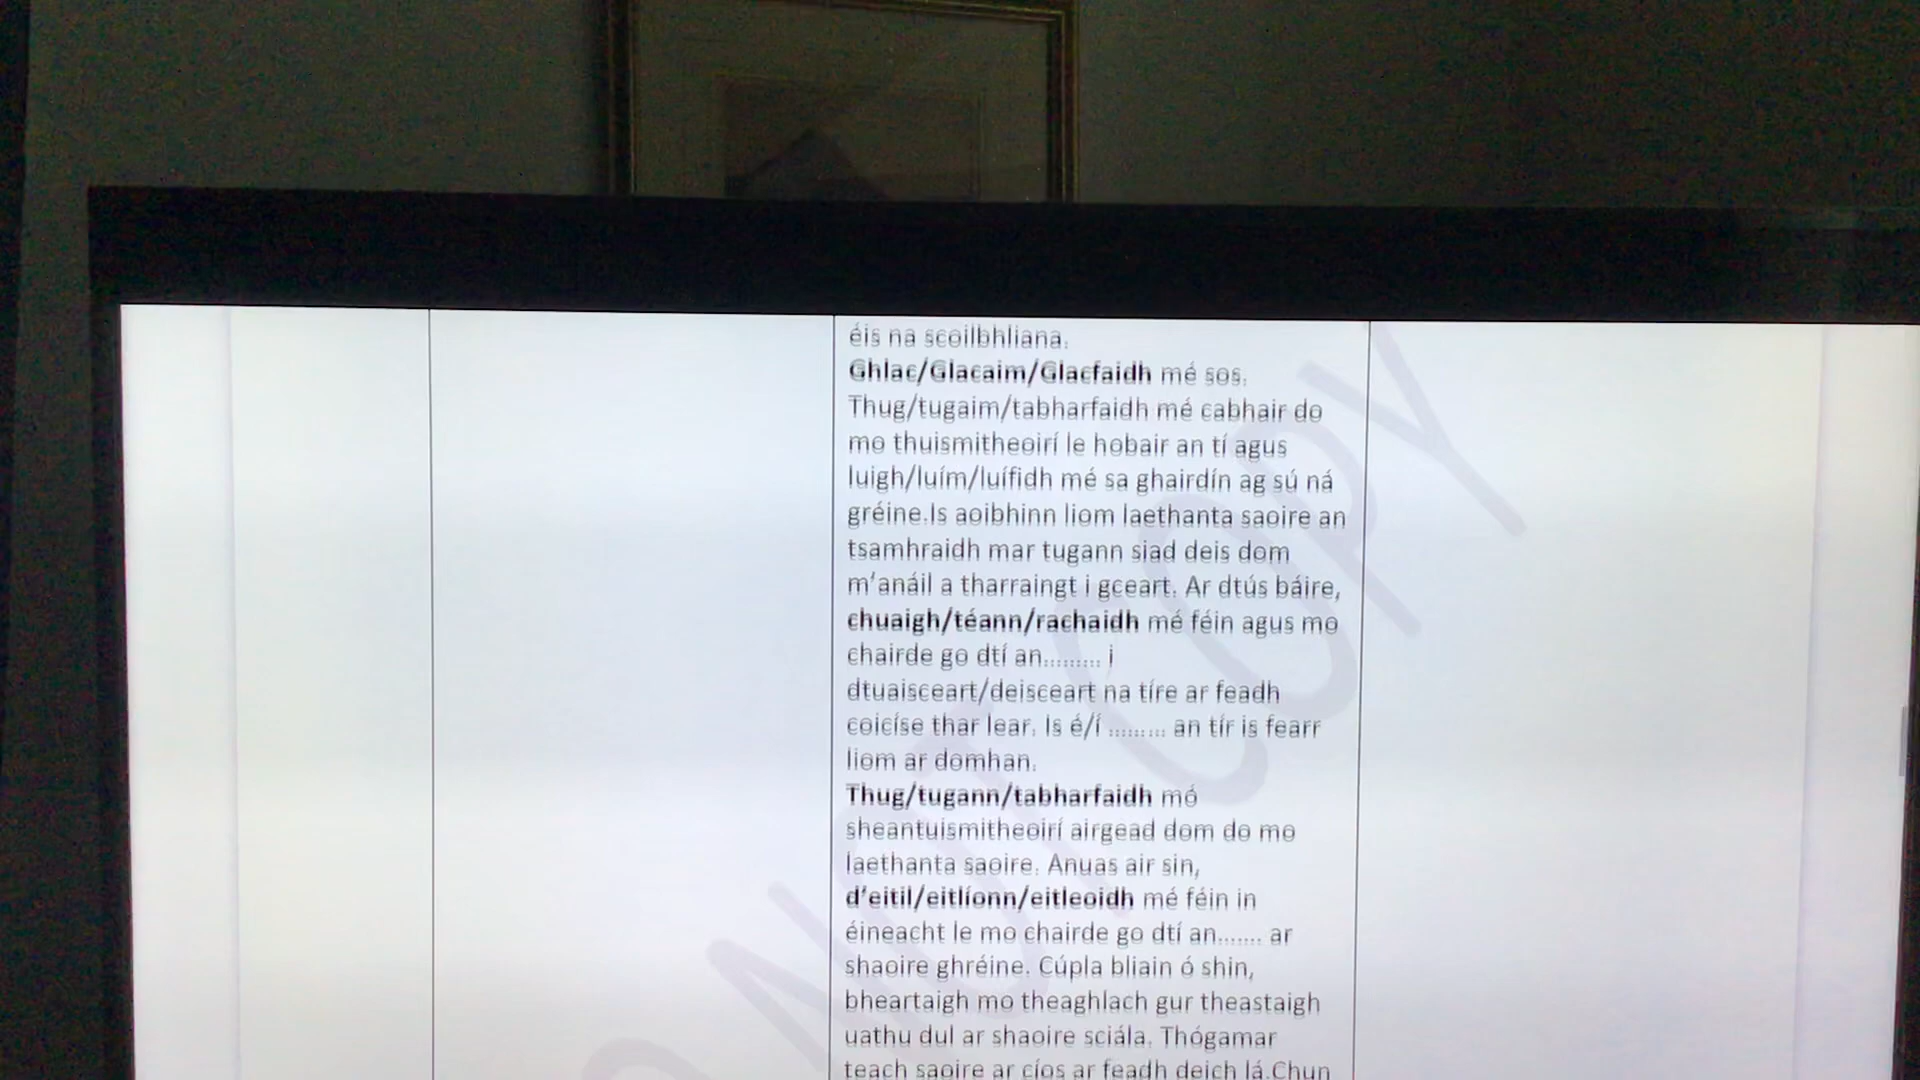 éis na scoilbhliana.
Ghlac/Glacaim/Glacfaidh mé sos.
Thug/tugaim/tabharfaidh mé cabhair do
mo thuismitheoirí le hobair an tí agus
luigh/luím/luífidh mé sa ghairdín ag sú ná
gréine.Is aoibhinn liom laethanta saoire an
tsamhraidh mar tugann siad deis dom
m'anáil a tharraingt i gceart. Ar dtús báire,
chuaigh/téann/rachaidh mé féin agus mo
chairde go dtí an......... i
dtuaisceart/deisceart na tíre ar feadh
coicíse thar lear. Is é/í ......... an tír is fearr
liom ar domhan.
Thug/tugann/tabharfaidh mó
sheantuismitheoirí airgead dom do mo
laethanta saoire. Anuas air sin,
d'eitil/eitlíonn/eitleoidh mé féin in
éineacht le mo chairde go dtí an....... ar
shaoire ghréine. Cúpla bliain ó shin,
bheartaigh mo theaghlach gur theastaigh
uathu dul ar shaoire sciála. Thógamar
teach saoire ar cíos ar feadh deich lá.Chun
NOT COPY